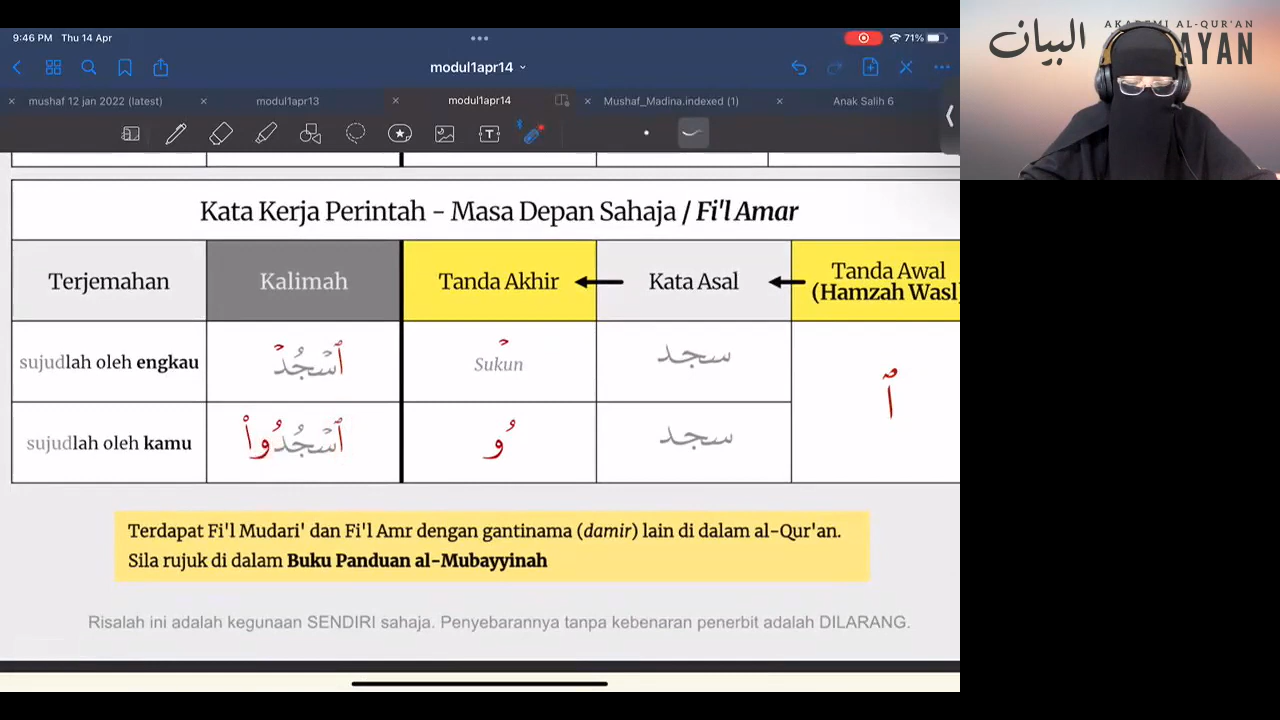 9:46 PM Thu 14 Apr
71%
modul1apr14
mushaf 12 jan 2022 (latest)
modul1apr13
modul1apr14
Mushaf_Madina.indexed (1)
Anak Salih 6
Kata Kerja Perintah - Masa Depan Sahaja / Fi'l Amar
Terjemahan
Kalimah
Tanda Akhir
Kata Asal
Tanda Awal
(Hamzah Wasl)
sujudlah oleh engkau
ٱسۡجُدۡ
Sukun
سجد
ٱ
sujudlah oleh kamu
ٱسۡجُدُواْ
ُو
سجد
Terdapat Fi'l Mudari' dan Fi'l Amr dengan gantinama (damir) lain di dalam al-Qur'an.
Sila rujuk di dalam Buku Panduan al-Mubayyinah
Risalah ini adalah kegunaan SENDIRI sahaja. Penyebarannya tanpa kebenaran penerbit adalah DILARANG.
البيان
AL-QUR'AN